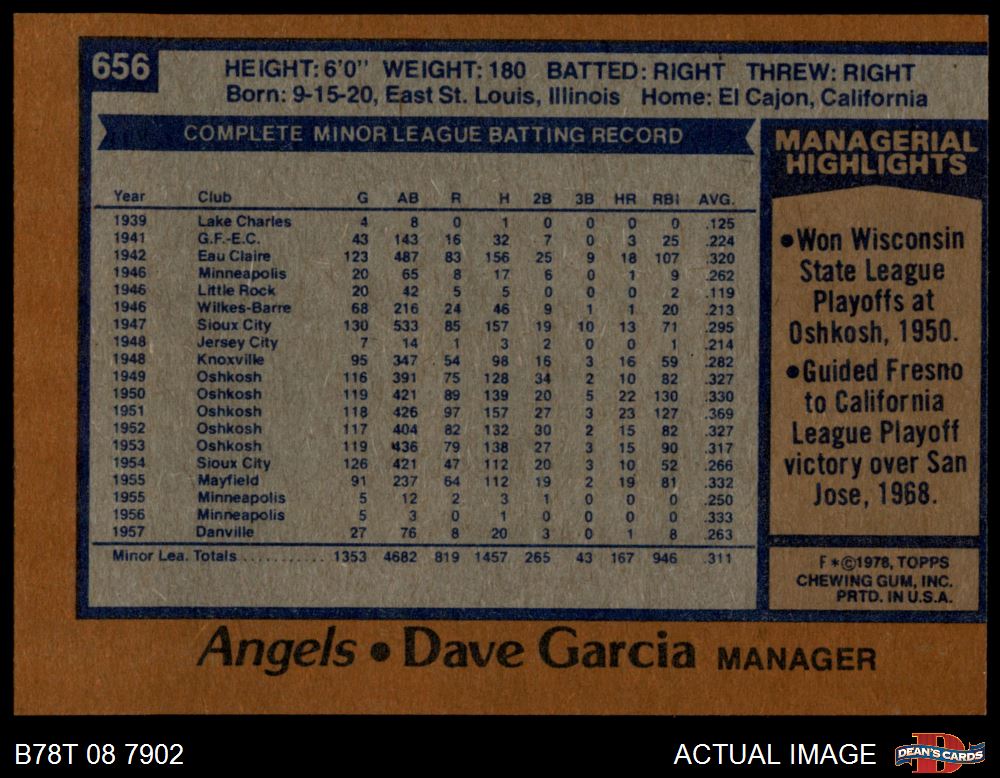 656
HEIGHT: 6'0" WEIGHT: 180 BATTED: RIGHT THREW: RIGHT
Born: 9-15-20, East St. Louis, Illinois Home: El Cajon, California
COMPLETE MINOR LEAGUE BATTING RECORD
Year Club G AB R H 2B 3B HR RBI AVG.
1939 Lake Charles 4 8 0 1 0 0 0 0 .125
1941 G.F.-E.C. 43 143 16 32 7 0 3 25 .224
1942 Eau Claire 123 487 83 156 25 9 18 107 .320
1946 Minneapolis 20 65 8 17 6 0 1 9 .262
1946 Little Rock 20 42 5 5 0 0 0 2 .119
1946 Wilkes-Barre 68 216 24 46 9 1 1 20 .213
1947 Sioux City 130 533 85 157 19 10 13 71 .295
1948 Jersey City 7 14 1 3 2 0 0 1 .214
1948 Knoxville 95 347 54 98 16 3 16 59 .282
1949 Oshkosh 116 391 75 128 34 2 10 82 .327
1950 Oshkosh 119 421 89 139 20 5 22 130 .330
1951 Oshkosh 118 426 97 157 27 3 23 127 .369
1952 Oshkosh 117 404 82 132 30 2 15 82 .327
1953 Oshkosh 119 436 79 138 27 3 15 90 .317
1954 Sioux City 126 421 47 112 20 3 10 52 .266
1955 Mayfield 91 237 64 112 19 2 19 81 .332
1955 Minneapolis 5 12 2 3 1 0 0 0 .250
1956 Minneapolis 5 3 0 1 0 0 0 0 .333
1957 Danville 27 76 8 20 3 0 1 8 .263
Minor Lea. Totals ............ 1353 4682 819 1457 265 43 167 946 .311
MANAGERIAL
HIGHLIGHTS
●Won Wisconsin
State League
Playoffs at
Oshkosh, 1950.
●Guided Fresno
to California
League Playoff
victory over San
Jose, 1968.
F*©1978, TOPPS
CHEWING GUM, INC.
PRTD. IN U.S.A.
Angels ● Dave Garcia MANAGER
B78T 08 7902
ACTUAL IMAGE
DEAN'S CARDS